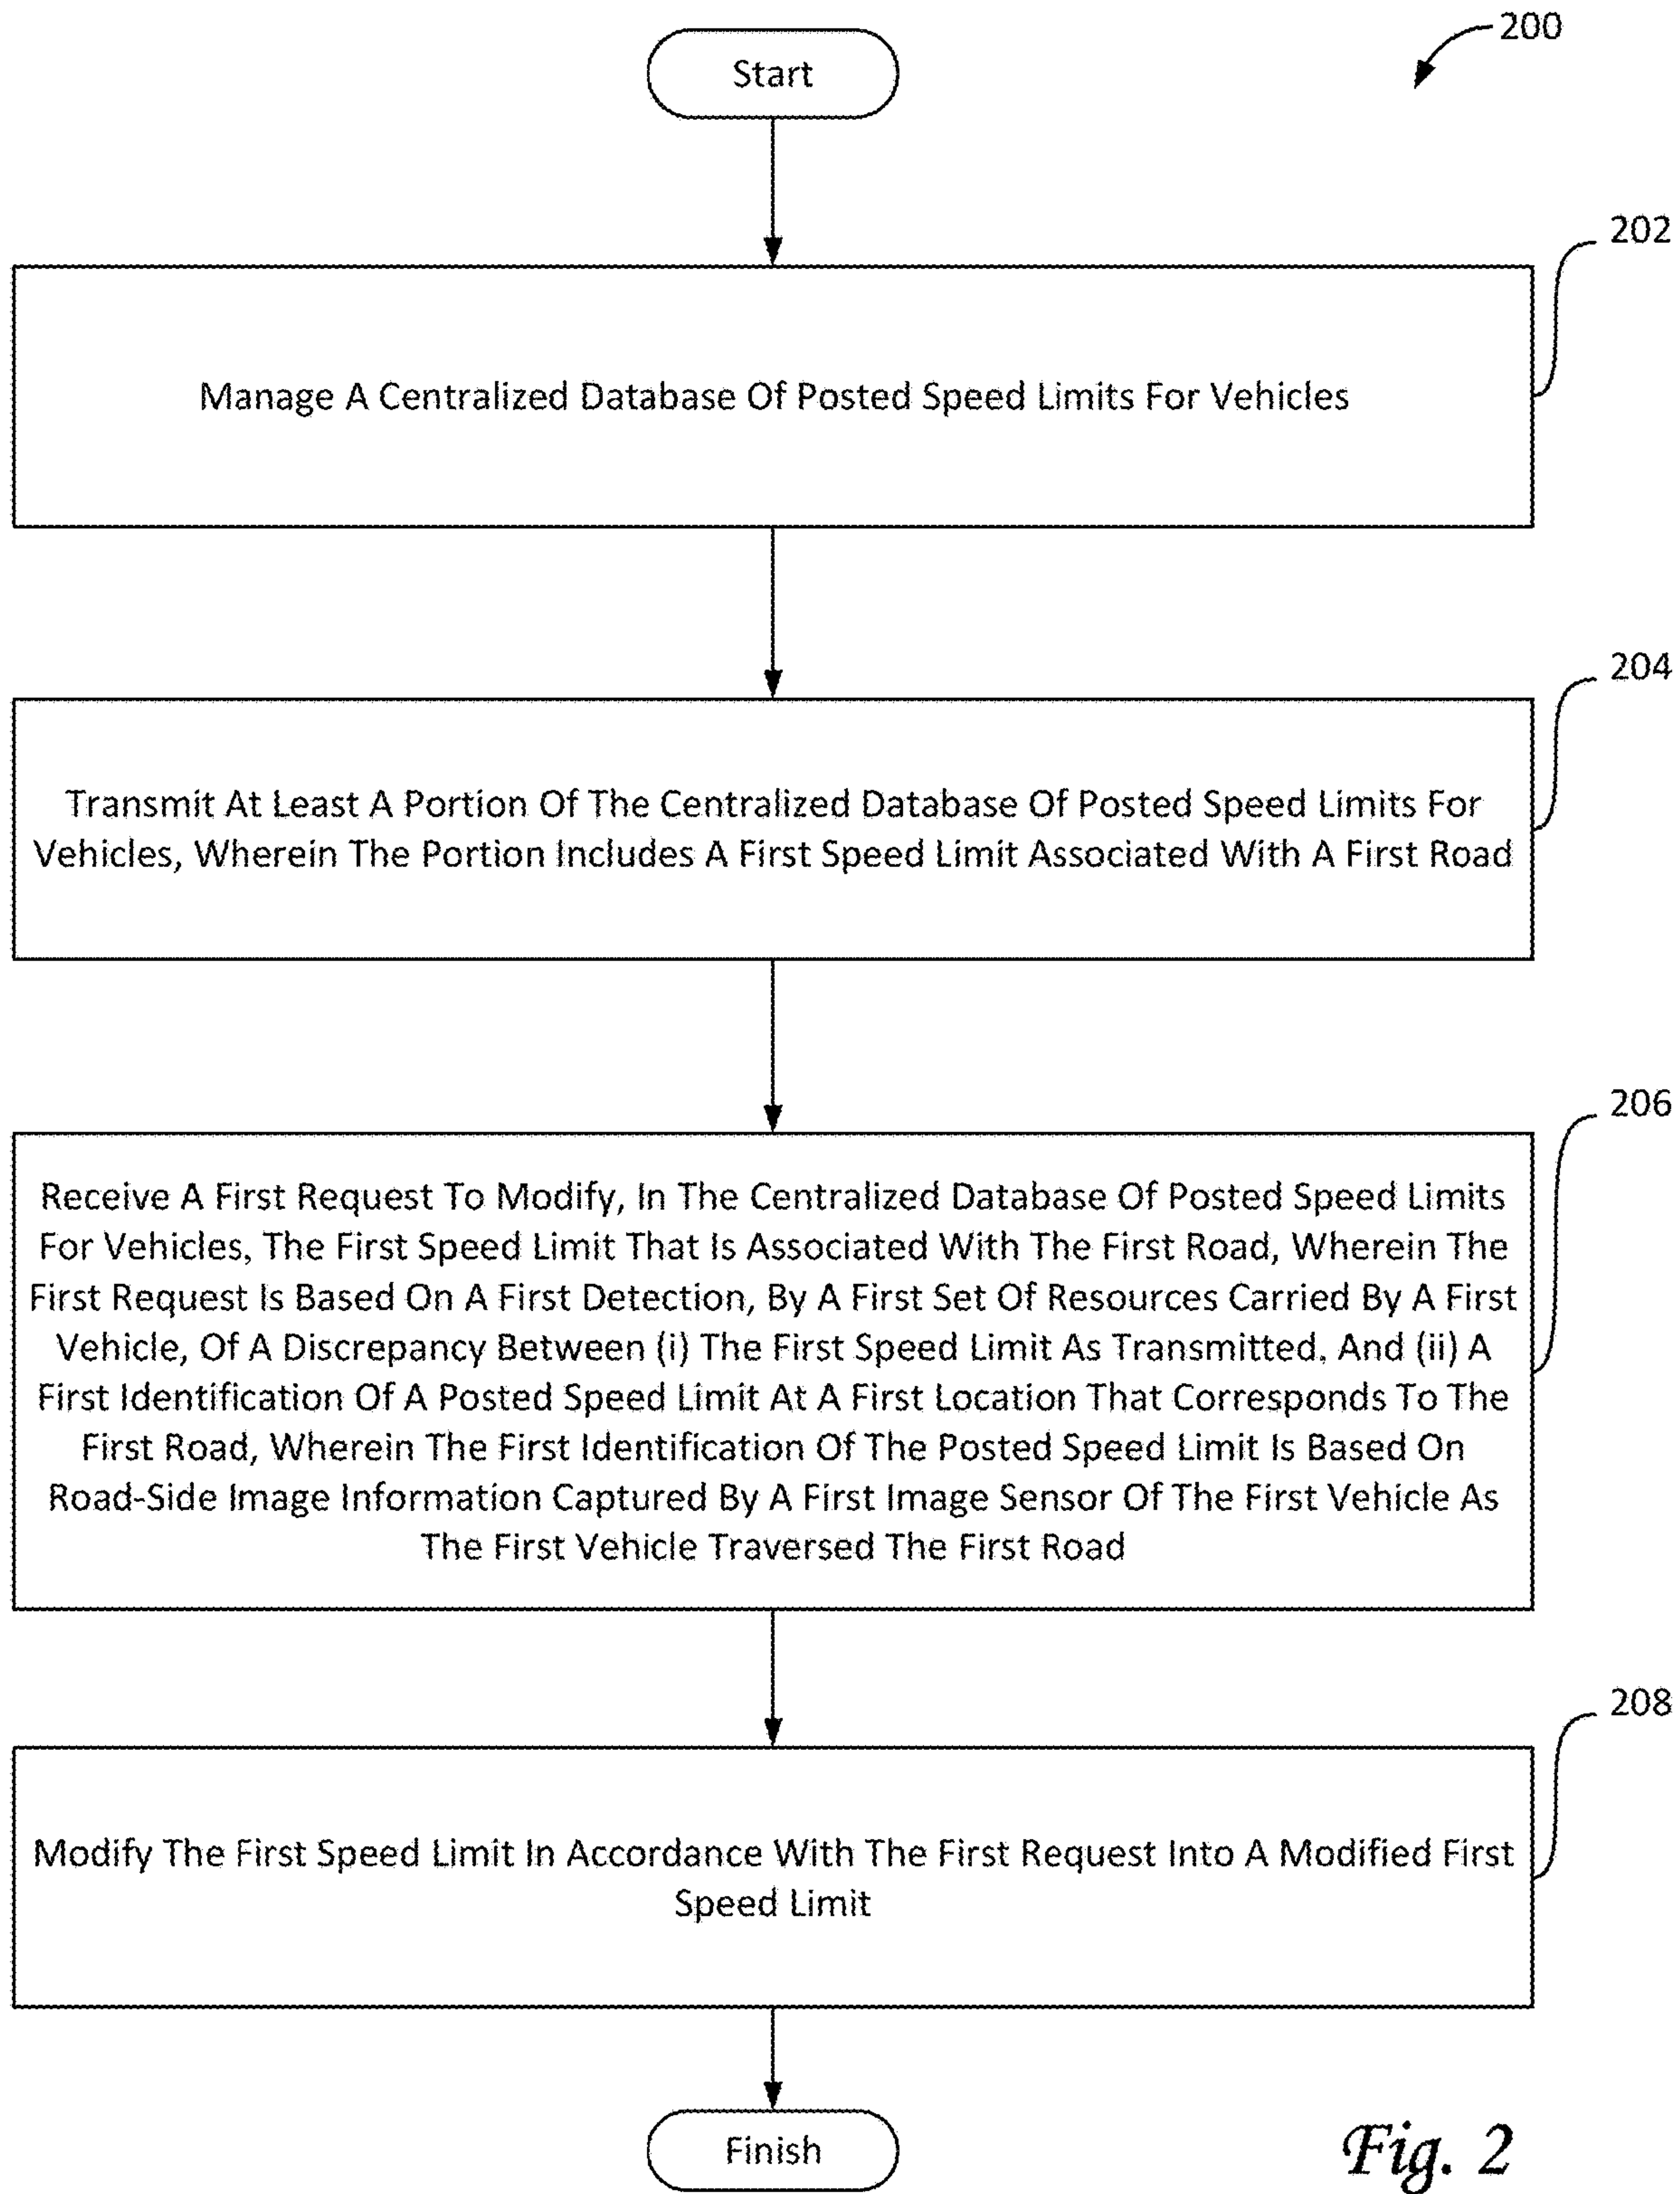 200
Start
202
Manage A Centralized Database Of Posted Speed Limits For Vehicles
204
Transmit At Least A Portion Of The Centralized Database Of Posted Speed Limits For
Vehicles, Wherein The Portion Includes A First Speed Limit Associated With A First Road
206
Receive A First Request To Modify, In The Centralized Database Of Posted Speed Limits
For Vehicles, The First Speed Limit That Is Associated With The First Road, Wherein The
First Request Is Based On A First Detection, By A First Set Of Resources Carried By A First
Vehicle, Of A Discrepancy Between (i) The First Speed Limit As Transmitted, And (ii) A
First Identification Of A Posted Speed Limit At A First Location That Corresponds To The
First Road, Wherein The First Identification Of The Posted Speed Limit Is Based On
Road-Side Image Information Captured By A First Image Sensor Of The First Vehicle As
The First Vehicle Traversed The First Road
208
Modify The First Speed Limit In Accordance With The First Request Into A Modified First
Speed Limit
Finish
Fig. 2